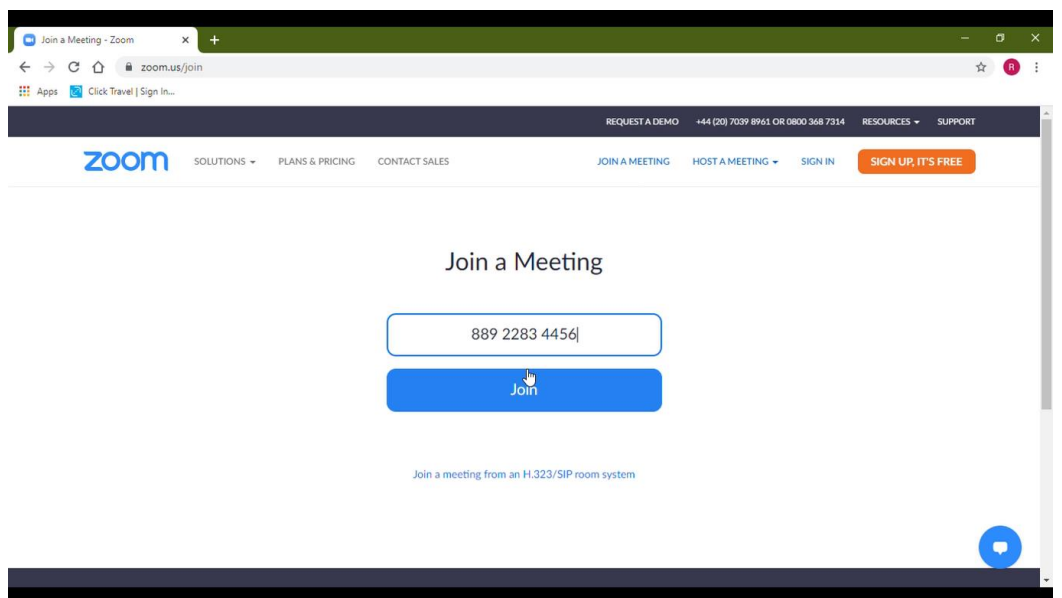 Join a Meeting - Zoom
zoom.us/join
R
Apps Click Travel | Sign In...
REQUEST A DEMO +44 (20) 7039 8961 OR 0800 368 7314 RESOURCES SUPPORT
zoom SOLUTIONS PLANS & PRICING CONTACT SALES JOIN A MEETING HOST A MEETING SIGN IN SIGN UP, IT'S FREE
Join a Meeting
889 2283 4456
Join
Join a meeting from an H.323/SIP room system